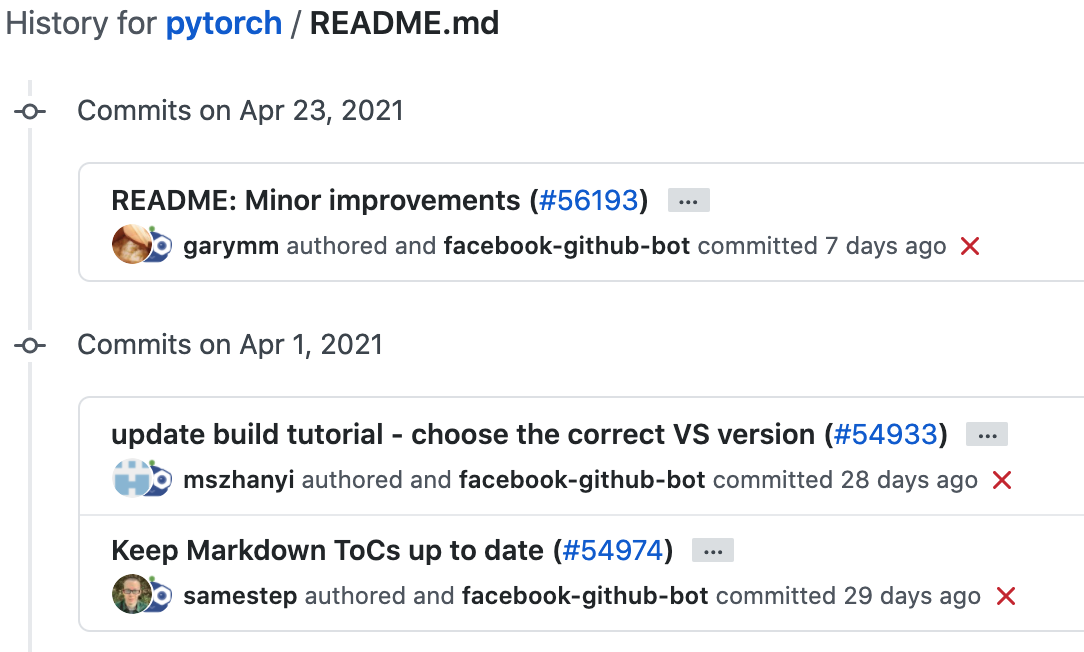 History for pytorch / README.md
Commits on Apr 23, 2021
README: Minor improvements (#56193) ...
garymm authored and facebook-github-bot committed 7 days ago
Commits on Apr 1, 2021
update build tutorial - choose the correct VS version (#54933) ...
mszhanyi authored and facebook-github-bot committed 28 days ago
Keep Markdown ToCs up to date (#54974) ...
samestep authored and facebook-github-bot committed 29 days ago